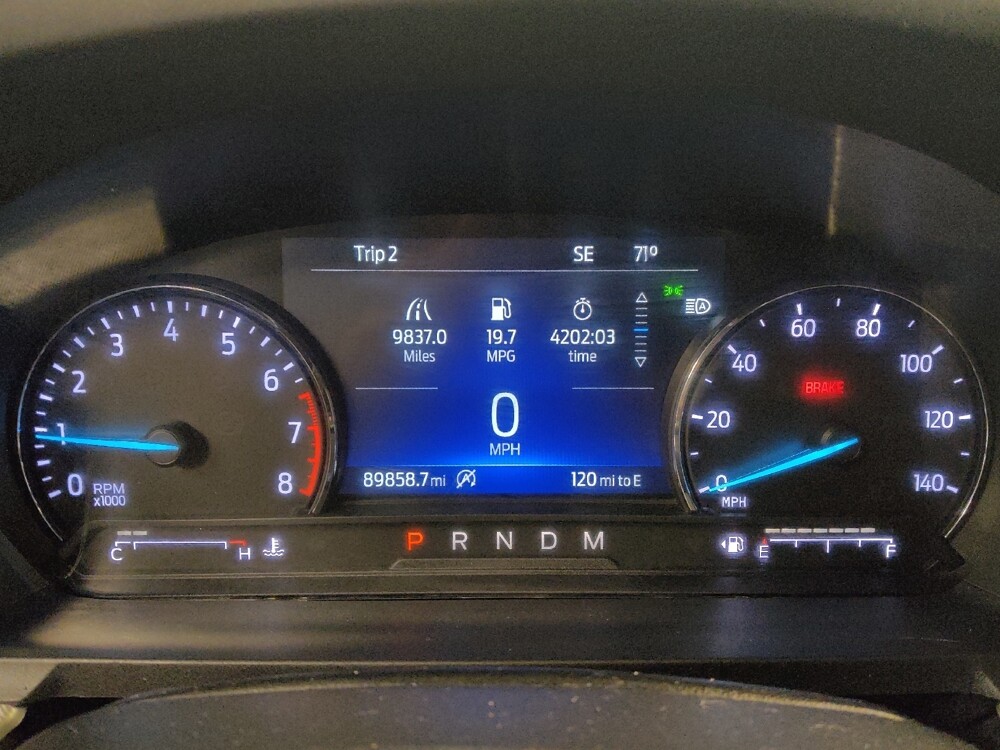 Trip 2 SE 71°
9837.0 19.7 4202:03
Miles MPG time
0
MPH
89858.7 mi 120 mi to E
0 1 2 3 4 5 6 7 8
RPM
x1000
0 20 40 60 80 100 120 140
BRAKE
MPH
C H
P R N D M
E F
A